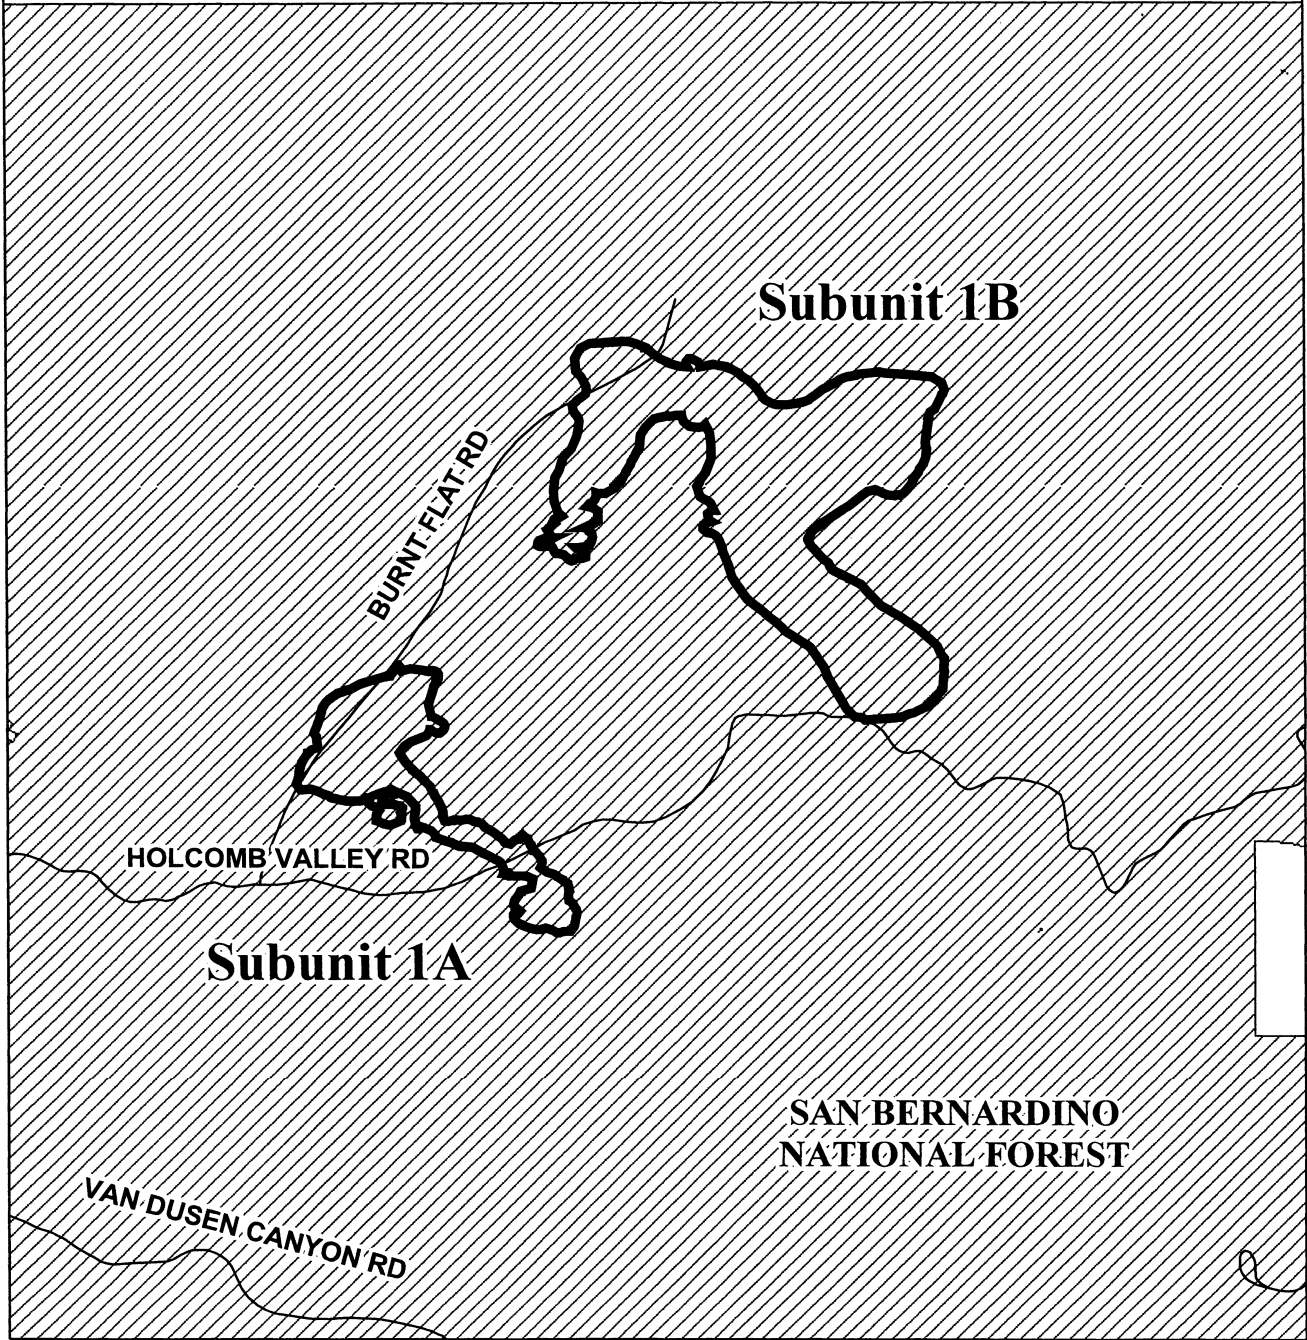 Subunit 1B
BURNT FLAT RD
HOLCOMB VALLEY RD
Subunit 1A
SAN BERNARDINO
NATIONAL FOREST
VAN DUSEN CANYON RD